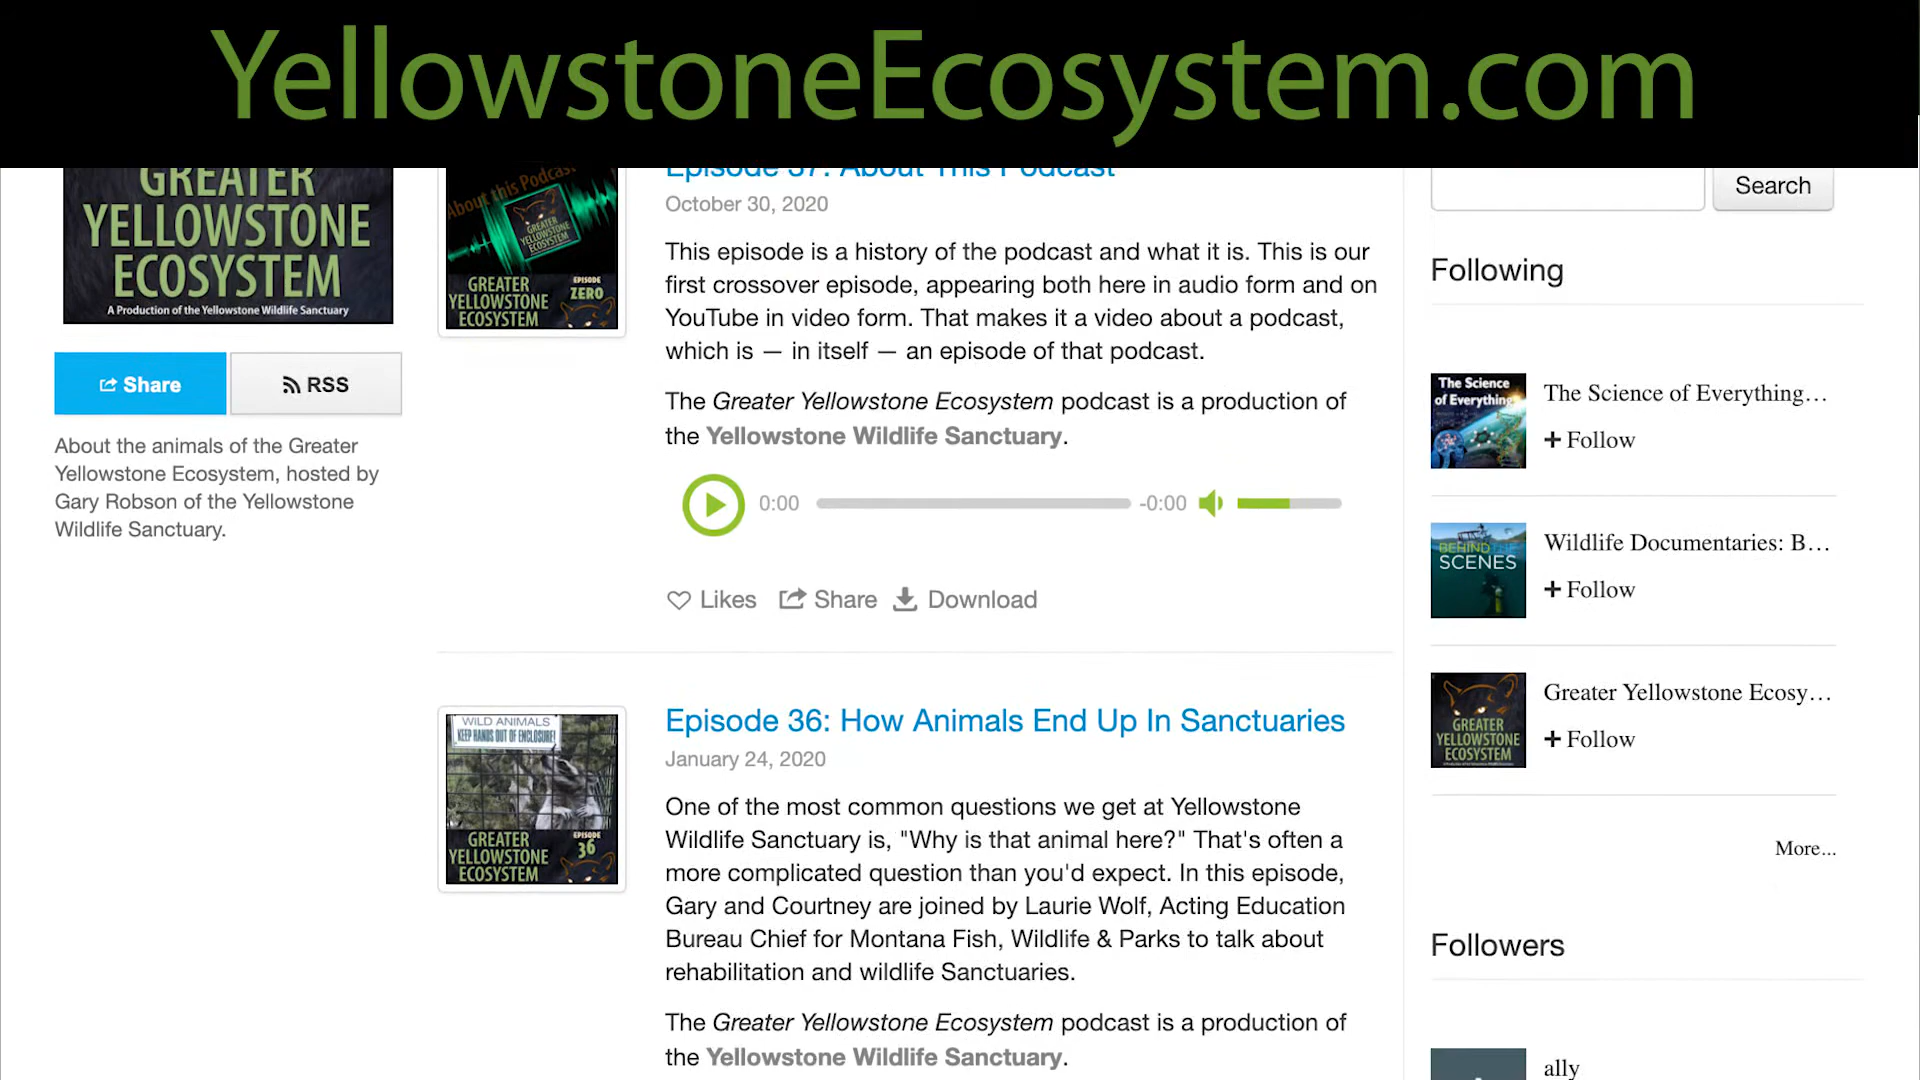 YellowstoneEcosystem.com
GREATER
YELLOWSTONE
ECOSYSTEM
A Production of the Yellowstone Wildlife Sanctuary
Share
RSS
About the animals of the Greater
Yellowstone Ecosystem, hosted by
Gary Robson of the Yellowstone
Wildlife Sanctuary.
About this Podcast
GREATER
YELLOWSTONE
ECOSYSTEM
EPISODE
ZERO
Episode 37: About This Podcast
October 30, 2020
This episode is a history of the podcast and what it is. This is our
first crossover episode, appearing both here in audio form and on
YouTube in video form. That makes it a video about a podcast,
which is — in itself — an episode of that podcast.
The Greater Yellowstone Ecosystem podcast is a production of
the Yellowstone Wildlife Sanctuary.
0:00
-0:00
Likes
Share
Download
WILD ANIMALS
KEEP HANDS OUT OF ENCLOSURE!
GREATER
YELLOWSTONE
ECOSYSTEM
EPISODE
36
Episode 36: How Animals End Up In Sanctuaries
January 24, 2020
One of the most common questions we get at Yellowstone
Wildlife Sanctuary is, "Why is that animal here?" That's often a
more complicated question than you'd expect. In this episode,
Gary and Courtney are joined by Laurie Wolf, Acting Education
Bureau Chief for Montana Fish, Wildlife & Parks to talk about
rehabilitation and wildlife Sanctuaries.
The Greater Yellowstone Ecosystem podcast is a production of
the Yellowstone Wildlife Sanctuary.
Search
Following
The Science
of Everything
The Science of Everything...
+ Follow
BEHIND THE
SCENES
Wildlife Documentaries: B...
+ Follow
GREATER
YELLOWSTONE
ECOSYSTEM
Greater Yellowstone Ecosy...
+ Follow
More...
Followers
ally